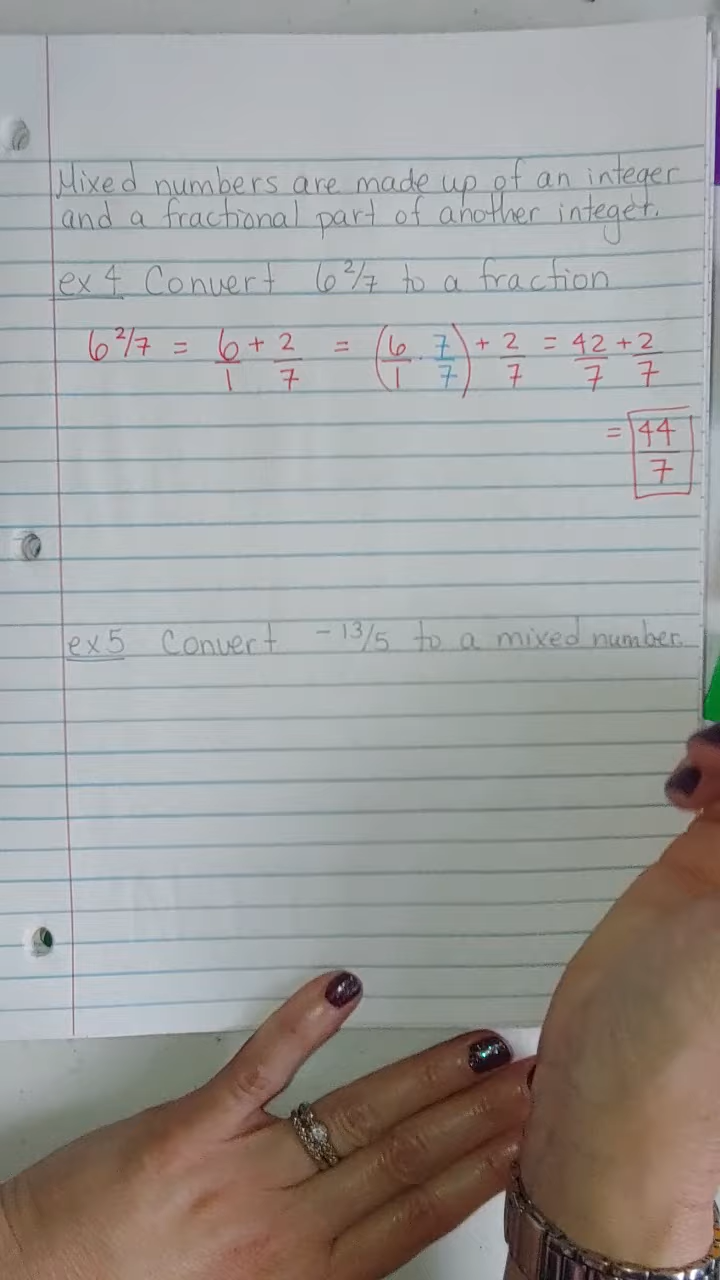 Mixed numbers are made up of an integer
and a fractional part of another integer.
ex 4 Convert 6 2/7 to a fraction
6 2/7 = 6/1 + 2/7 = (6/1 · 7/7) + 2/7 = 42/7 + 2/7
= 44/7
ex 5 Convert -13/5 to a mixed number.